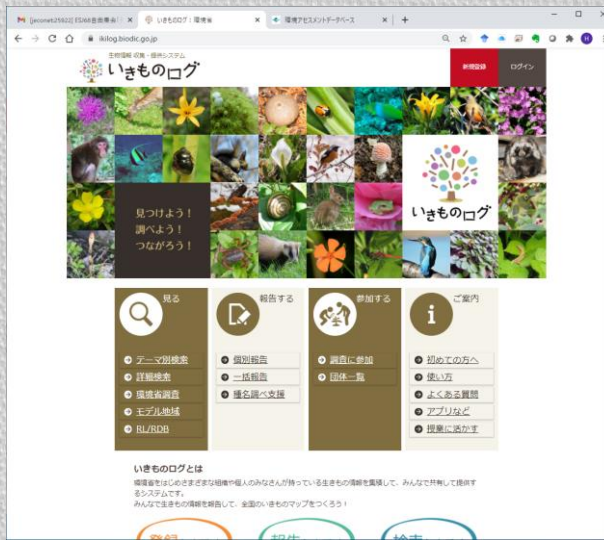 いきものログ | 環境省
環境アセスメントデータベース
ikilog.biodic.go.jp
生物情報 収集・提供システム
いきものログ
新規登録
ログイン
見つけよう！
調べよう！
つながろう！
いきものログ
見る
テーマ別検索
詳細検索
環境省調査
モデル地域
RL/RDB
報告する
個別報告
一括報告
種名調べ支援
参加する
調査に参加
団体一覧
ご案内
初めての方へ
使い方
よくある質問
アプリなど
授業に活かす
いきものログとは
環境省をはじめさまざまな組織や個人のみなさんが持っている生きもの情報を集積して、みんなで共有して提供す
るシステムです。
みんなで生きもの情報を報告して、全国のいきものマップをつくろう！